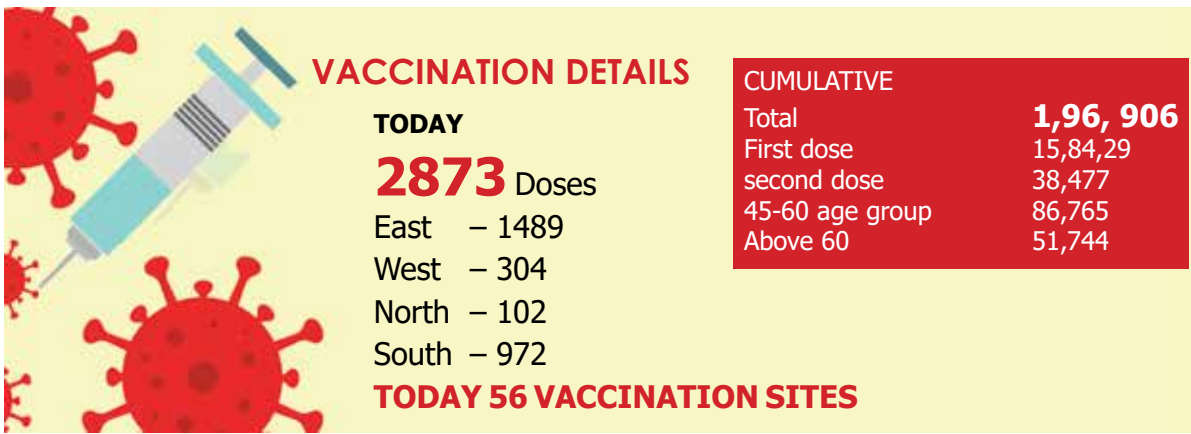 VACCINATION DETAILS
TODAY
2873 Doses
East – 1489
West – 304
North – 102
South – 972
TODAY 56 VACCINATION SITES
CUMULATIVE
Total 1,96, 906
First dose 15,84,29
second dose 38,477
45-60 age group 86,765
Above 60 51,744